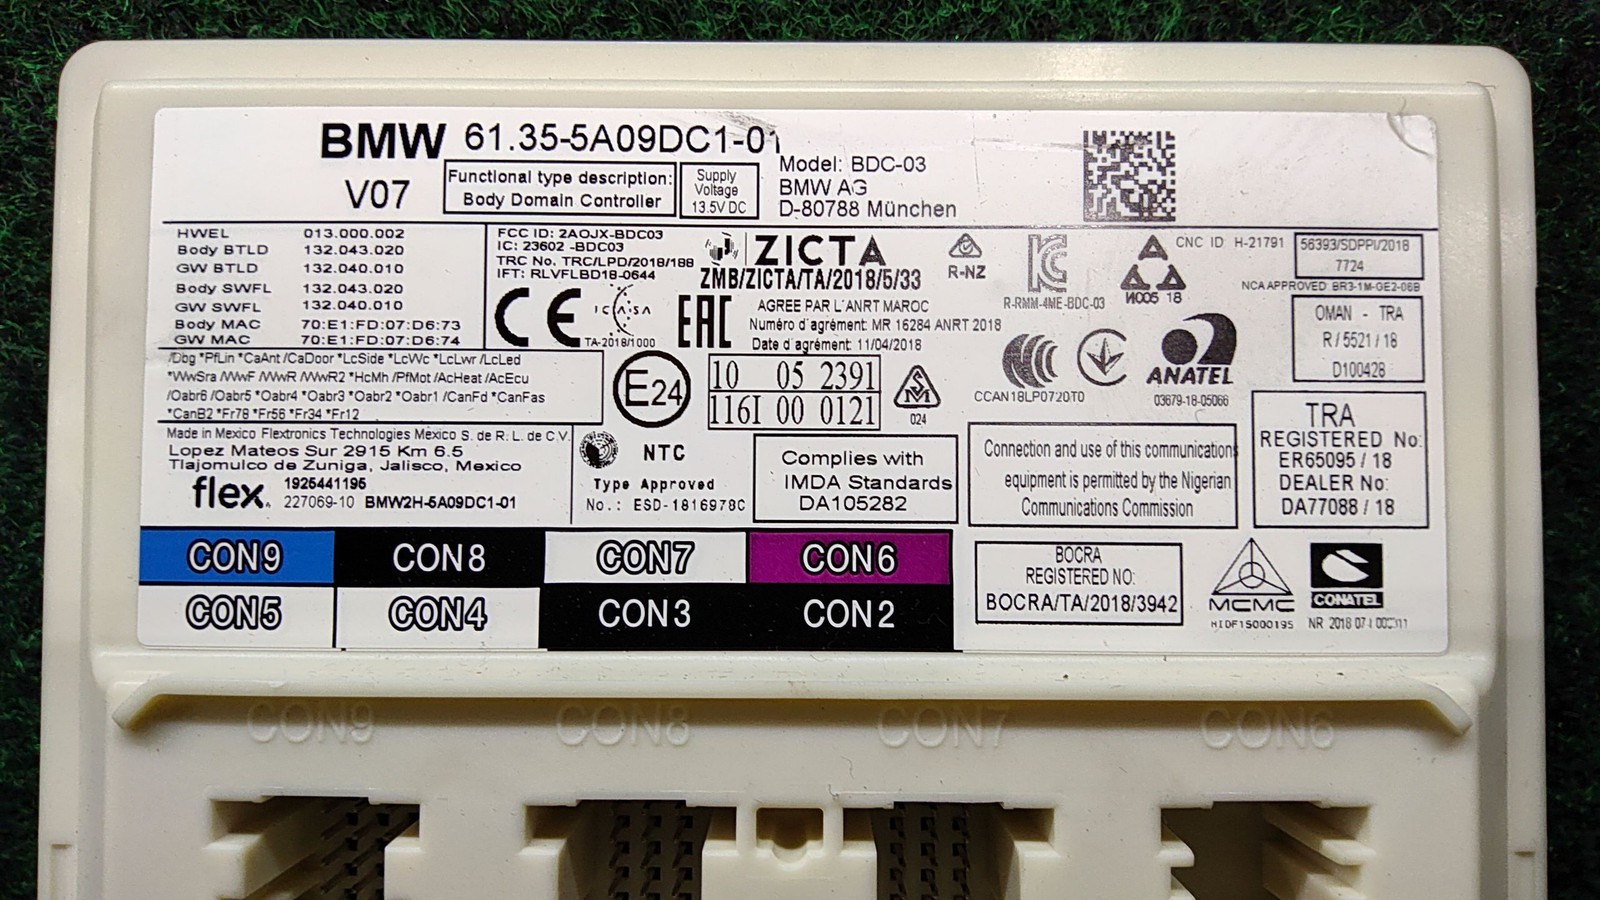 BMW 61.35-5A09DC1-01
V07
Functional type description:
Body Domain Controller
Supply
Voltage
13.5V DC
Model: BDC-03
BMW AG
D-80788 München
HWEL 013.000.002
Body BTLD 132.043.020
GW BTLD 132.040.010
Body SWFL 132.043.020
GW SWFL 132.040.010
Body MAC 70:E1:FD:07:D6:73
GW MAC 70:E1:FD:07:D6:74
FCC ID: 2AOJX-BDC03
IC: 23602 -BDC03
TRC No. TRC/LPD/2018/188
IFT: RLVFLBD18-0644
CE
ICASA
TA-2018/1000
ZICTA
ZMB/ZICTA/TA/2018/5/33
EAC
AGREE PAR L'ANRT MAROC
Numéro d'agrément: MR 16284 ANRT 2018
Date d'agrément: 11/04/2018
R-NZ
R-RMM-4ME-BDC-03
И005 18
CNC ID H-21791
56393/SDPPI/2018
7724
NCA APPROVED: BR3-1M-GE2-06B
OMAN - TRA
R / 5521 / 18
D100428
/Dbg *PfLin *CaAnt /CaDoor *LcSide *LcWc *LcLwr /LcLed
*WwSra /WwF /WwR /WwR2 *HcMh /PfMot /AcHeat /AcEcu
/Oabr6 /Oabr5 *Oabr4 *Oabr3 *Oabr2 *Oabr1 /CanFd *CanFas
*CanB2 *Fr78 *Fr56 *Fr34 *Fr12
E24
10 05 2391
116I 00 0121
024
CCAN18LP0720T0
ANATEL
03679-18-05066
Made in Mexico Flextronics Technologies México S. de R. L. de C.V.
Lopez Mateos Sur 2915 Km 6.5
Tlajomulco de Zuniga, Jalisco, Mexico
1925441195
flex. 227069-10 BMW2H-5A09DC1-01
NTC
Type Approved
No.: ESD-1816978C
Complies with
IMDA Standards
DA105282
Connection and use of this communications
equipment is permitted by the Nigerian
Communications Commission
TRA
REGISTERED No:
ER65095 / 18
DEALER No:
DA77088 / 18
CON9 CON8 CON7 CON6
CON5 CON4 CON3 CON2
BOCRA
REGISTERED NO:
BOCRA/TA/2018/3942
MCMC
HIDF15000195
CONATEL
NR 2018 07
CON9 CON8 CON7 CON6